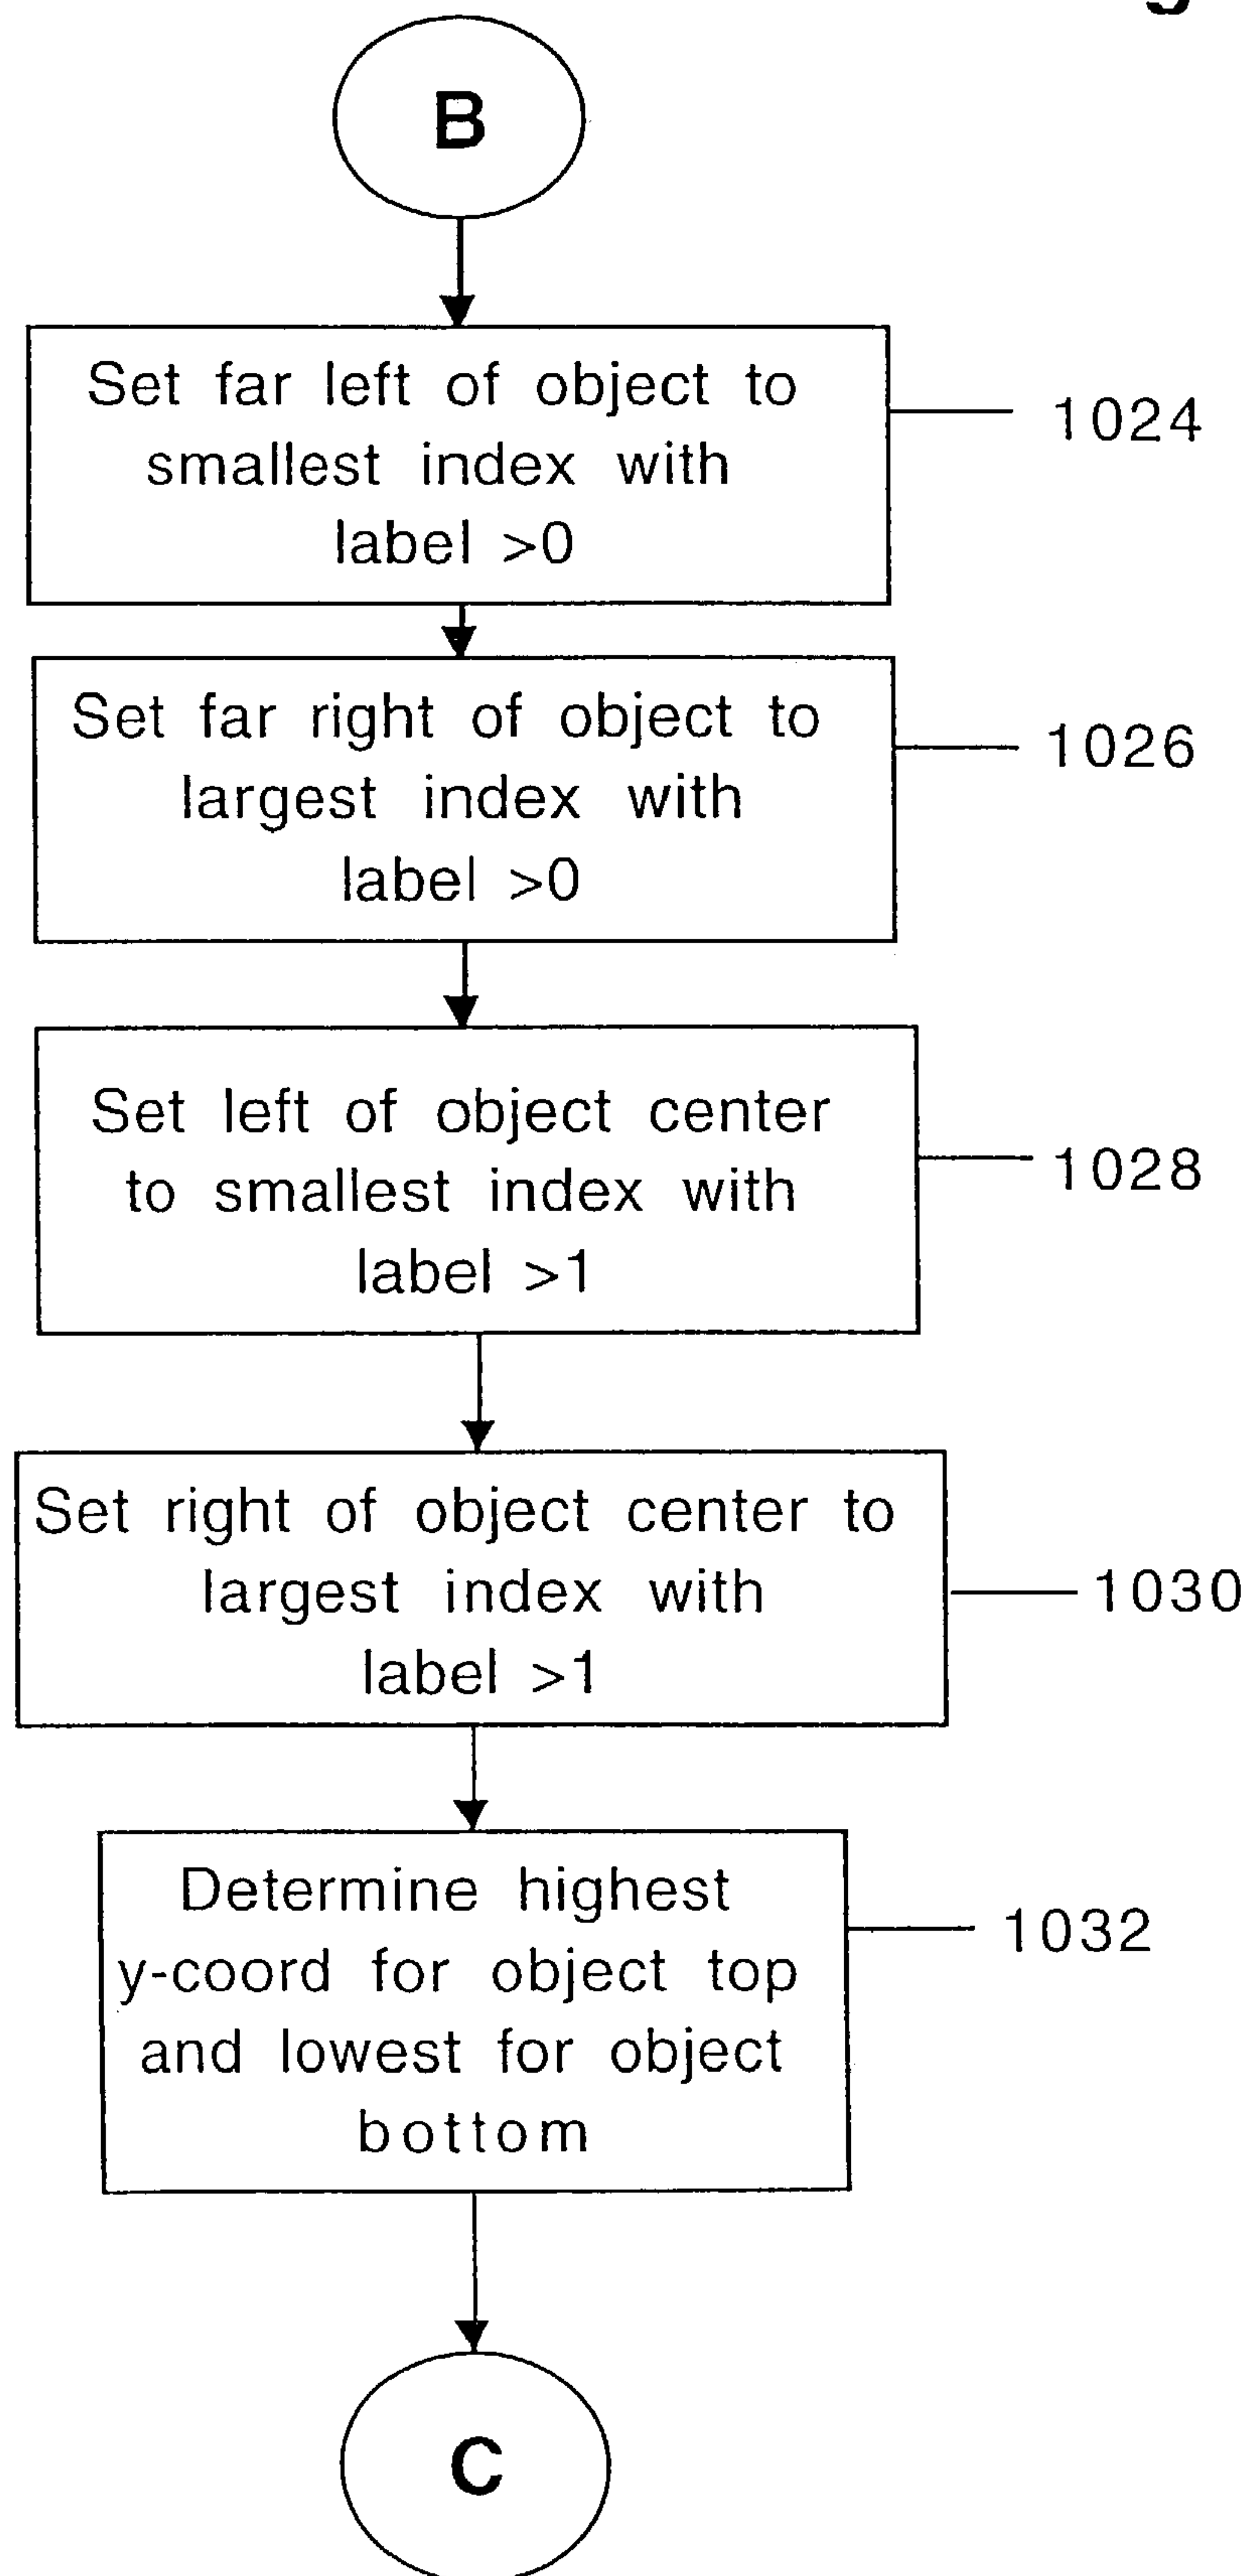 B
Set far left of object to
smallest index with
label >0
1024
Set far right of object to
largest index with
label >0
1026
Set left of object center
to smallest index with
label >1
1028
Set right of object center to
largest index with
label >1
1030
Determine highest
y-coord for object top
and lowest for object
bottom
1032
C